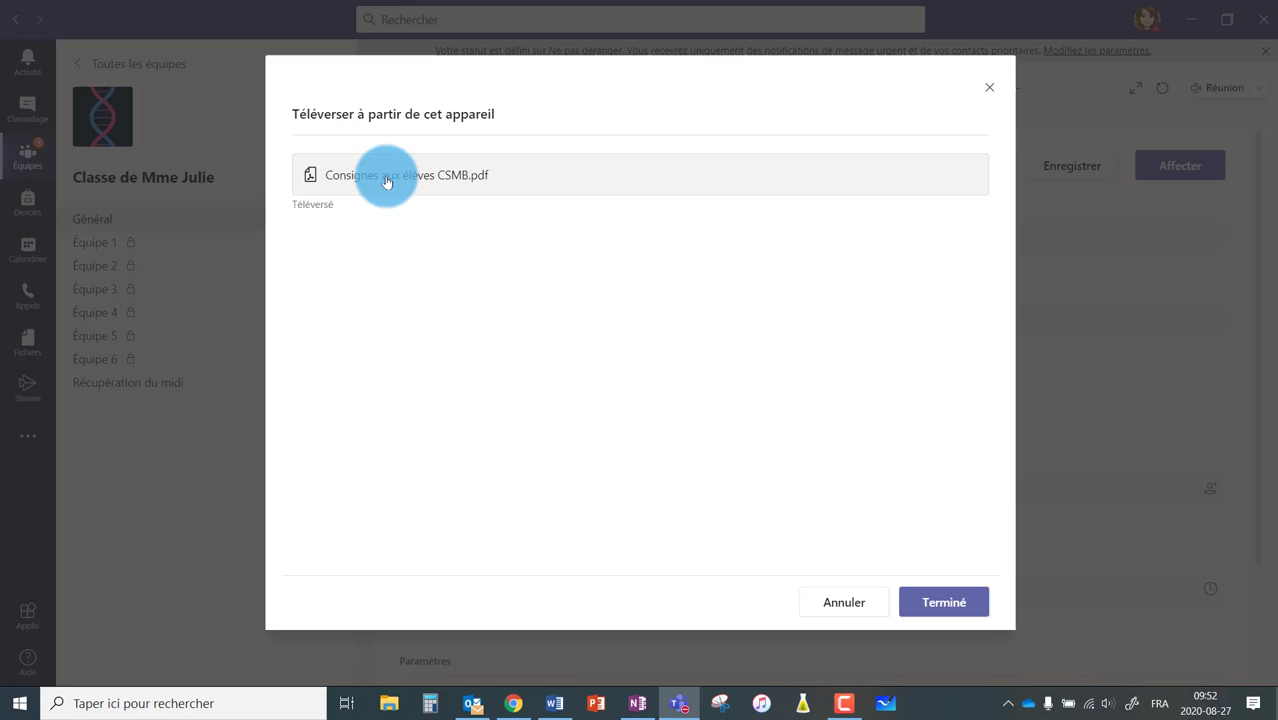 Rechercher
Votre statut est défini sur Ne pas déranger. Vous recevrez uniquement des notifications de message urgent et de vos contacts prioritaires. Modifiez les paramètres.
Activité
Clavardage
Équipes
Devoirs
Calendrier
Appels
Fichiers
Stream
Applis
Aide
Toutes les équipes
Classe de Mme Julie
Général
Équipe 1
Équipe 2
Équipe 3
Équipe 4
Équipe 5
Équipe 6
Récupération du midi
Réunion
Enregistrer
Affecter
Téléverser à partir de cet appareil
Consignes aux élèves CSMB.pdf
Téléversé
Annuler
Terminé
Paramètres
Taper ici pour rechercher
FRA
09:52
2020-08-27